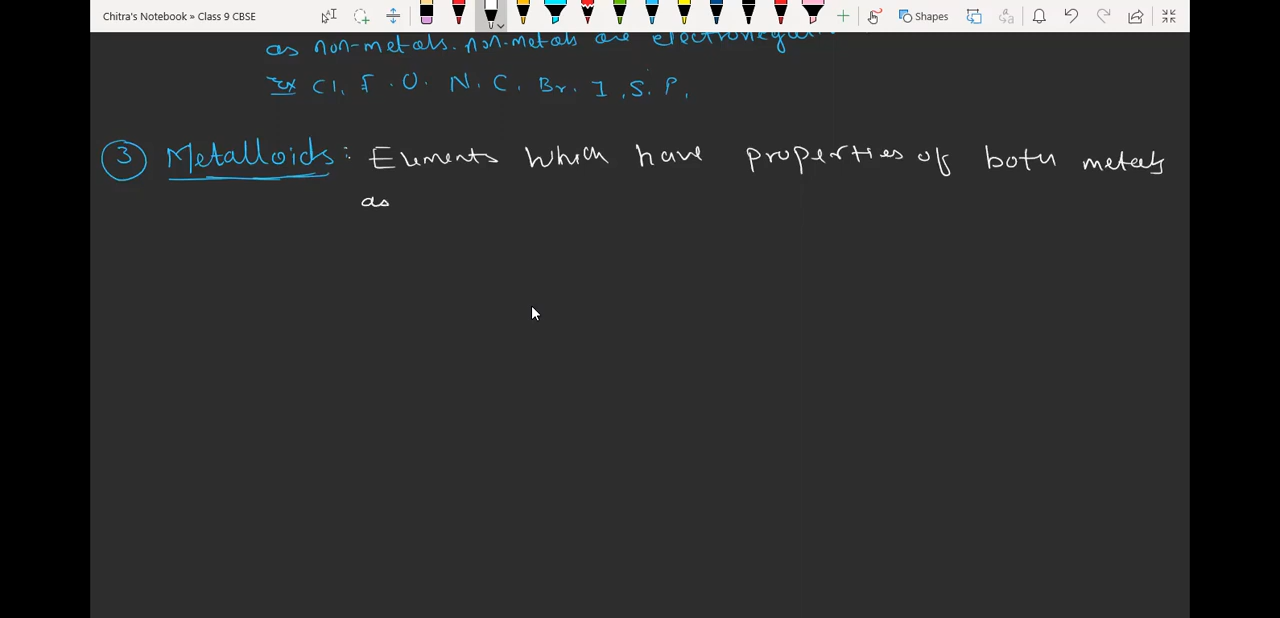 Chitra's Notebook » Class 9 CBSE
Shapes
as non-metals. non-metals are
Ex Cl, F. O. N. C. Br. I. S. P.
3 Metalloids: Elements which have properties of both metals
as